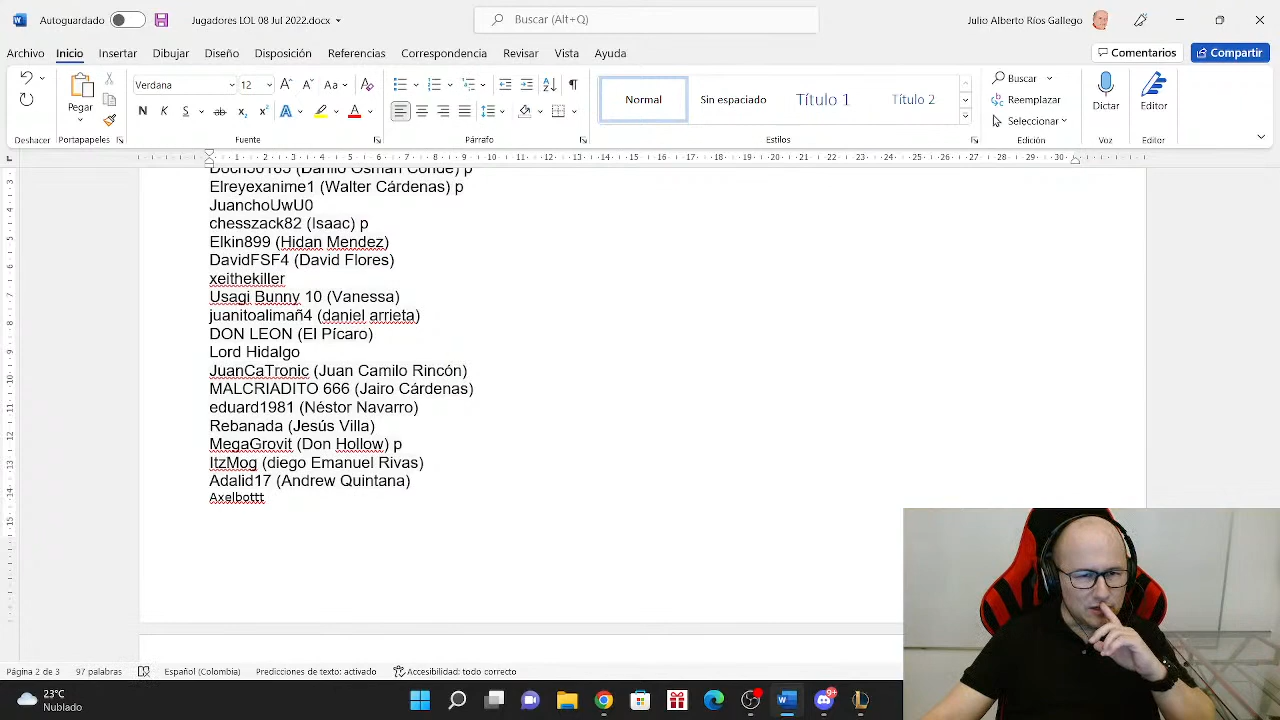 Autoguardado
Jugadores LOL 08 Jul 2022.docx
Buscar (Alt+Q)
Julio Alberto Ríos Gallego
Archivo Inicio Insertar Dibujar Diseño Disposición Referencias Correspondencia Revisar Vista Ayuda
Comentarios Compartir
Pegar
Verdana 12
N K S
Normal Sin espaciado Título 1 Título 2
Buscar
Reemplazar
Seleccionar
Dictar Editor
Deshacer Portapapeles Fuente Párrafo Estilos Edición Voz Editor
Elreyexanime1 (Walter Cárdenas) p
JuanchoUwU0
chesszack82 (Isaac) p
Elkin899 (Hidan Mendez)
DavidFSF4 (David Flores)
xeithekiller
Usagi Bunny 10 (Vanessa)
juanitoalimañ4 (daniel arrieta)
DON LEON (El Pícaro)
Lord Hidalgo
JuanCaTronic (Juan Camilo Rincón)
MALCRIADITO 666 (Jairo Cárdenas)
eduard1981 (Néstor Navarro)
Rebanada (Jesús Villa)
MegaGrovit (Don Hollow) p
ItzMog (diego Emanuel Rivas)
Adalid17 (Andrew Quintana)
Axelbottt
Página 2 de 3 97 palabras Español (Colombia) Predicciones de texto: activado Accesibilidad: todo correcto
23°C
Nublado